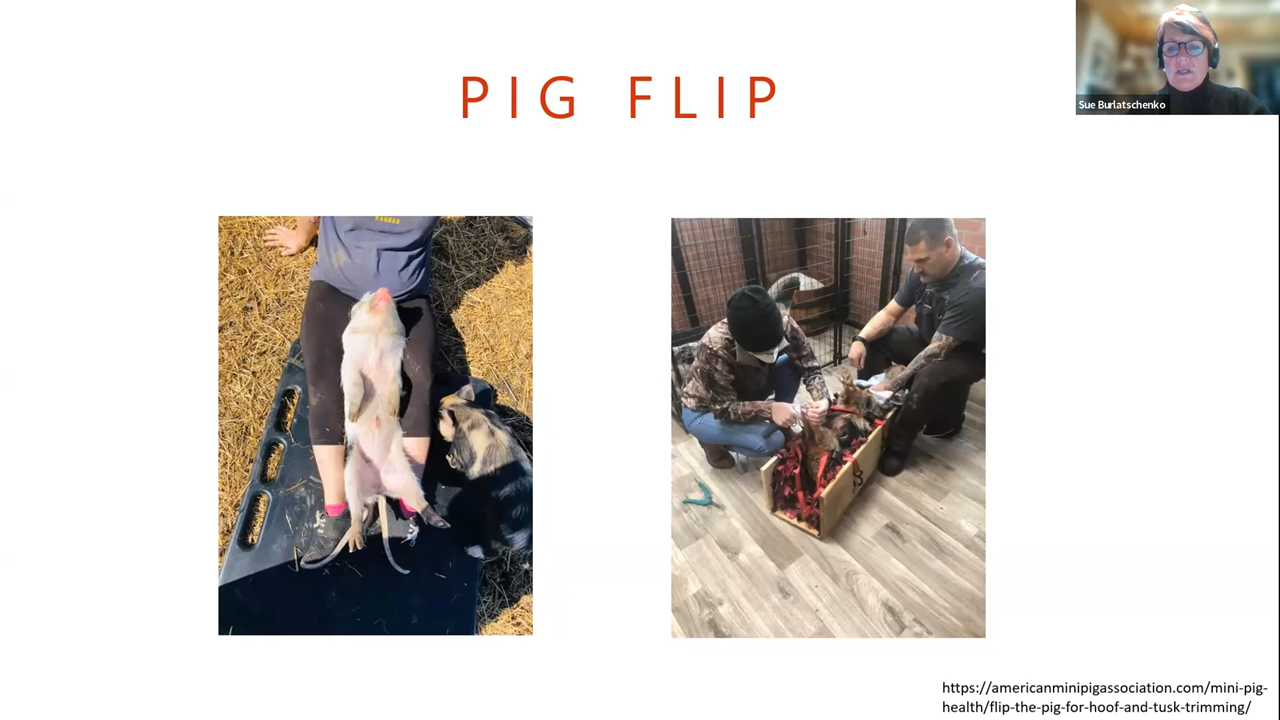 PIG FLIP
Sue Burlatschenko
https://americanminipigassociation.com/mini-pig-
health/flip-the-pig-for-hoof-and-tusk-trimming/